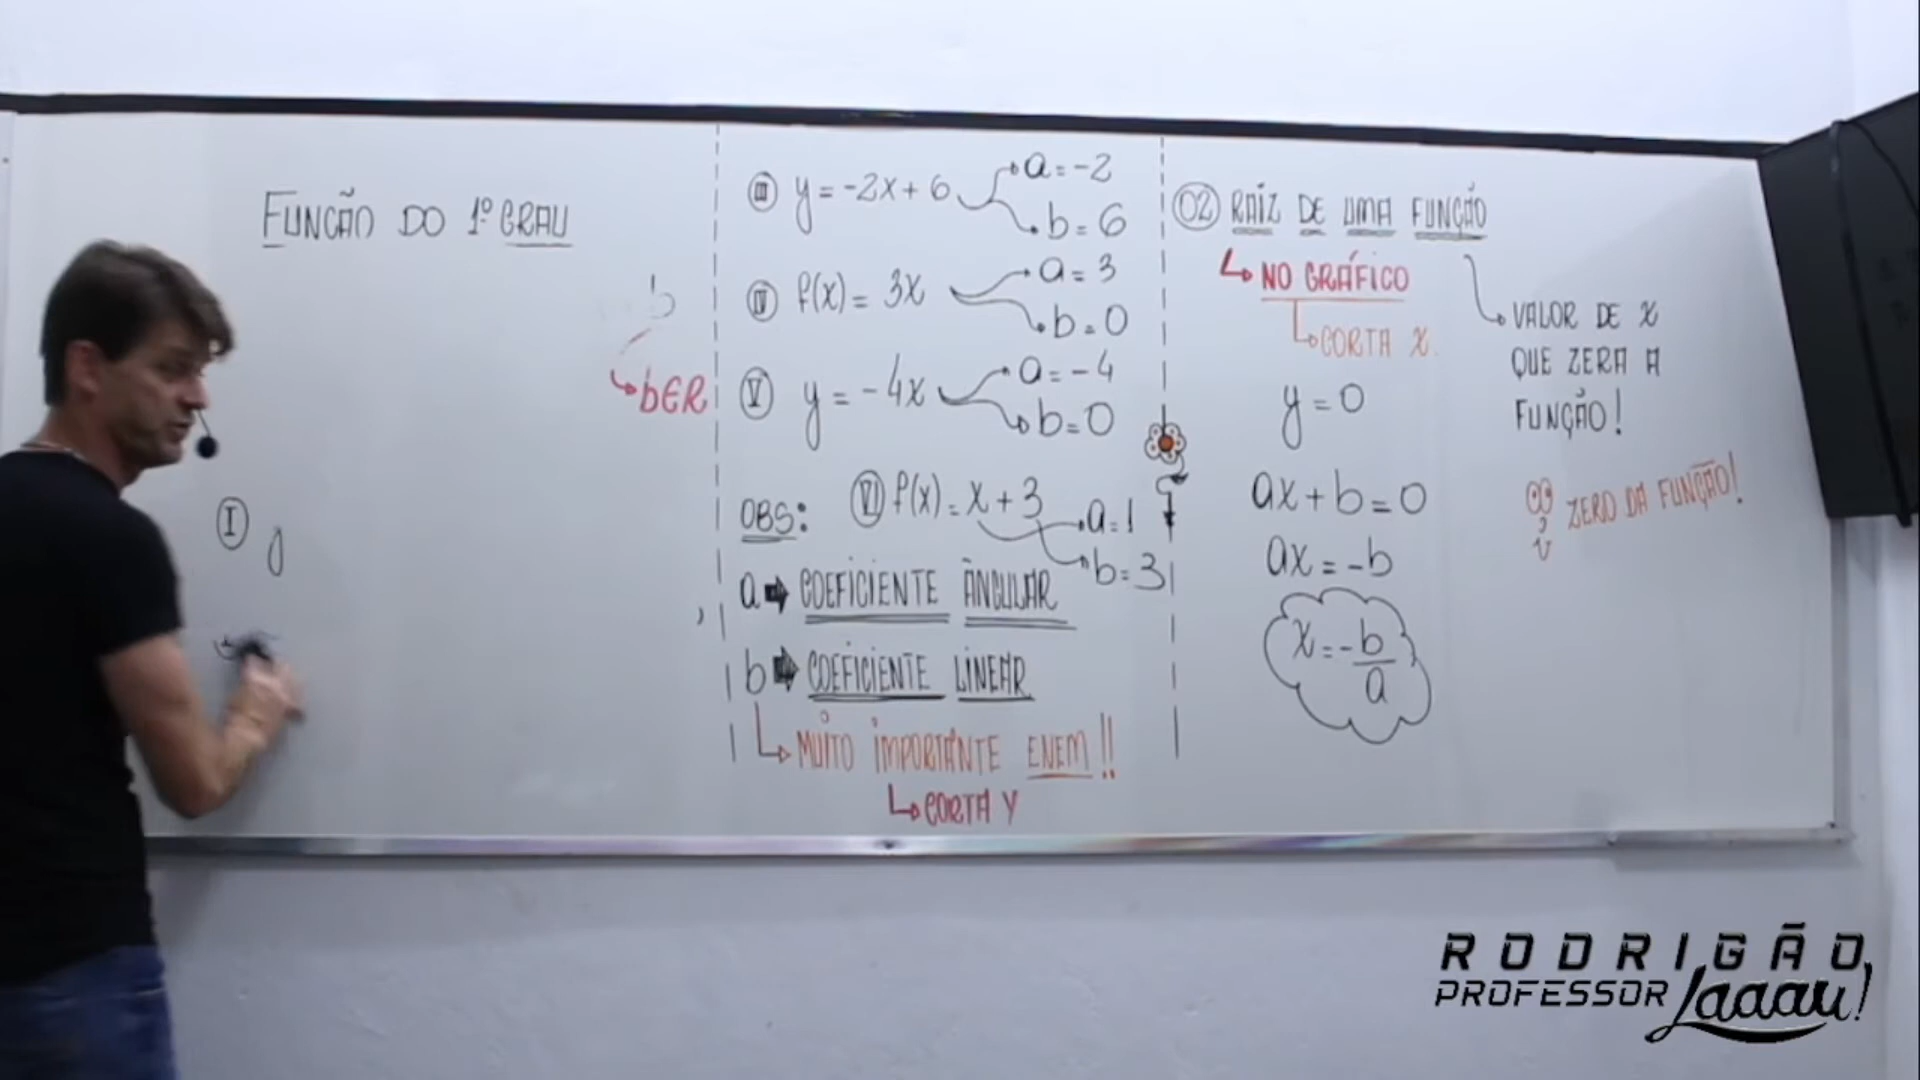 FUNÇÃO DO 1º GRAU
b
b∈R
I y
III y = -2x + 6 a = -2
b = 6
IV f(x) = 3x a = 3
b = 0
V y = -4x a = -4
b = 0
OBS: VI f(x) = x + 3 a = 1
b = 3
a → COEFICIENTE ÂNGULAR
b → COEFICIENTE LINEAR
MUITO IMPORTANTE ENEM!!
CORTA Y
02 RAIZ DE UMA FUNÇÃO
NO GRÁFICO
CORTA X
y = 0
ax + b = 0
ax = -b
x = -b/a
VALOR DE X
QUE ZERA A
FUNÇÃO!
ZERO DA FUNÇÃO!
RODRIGÃO
PROFESSOR Laaau!